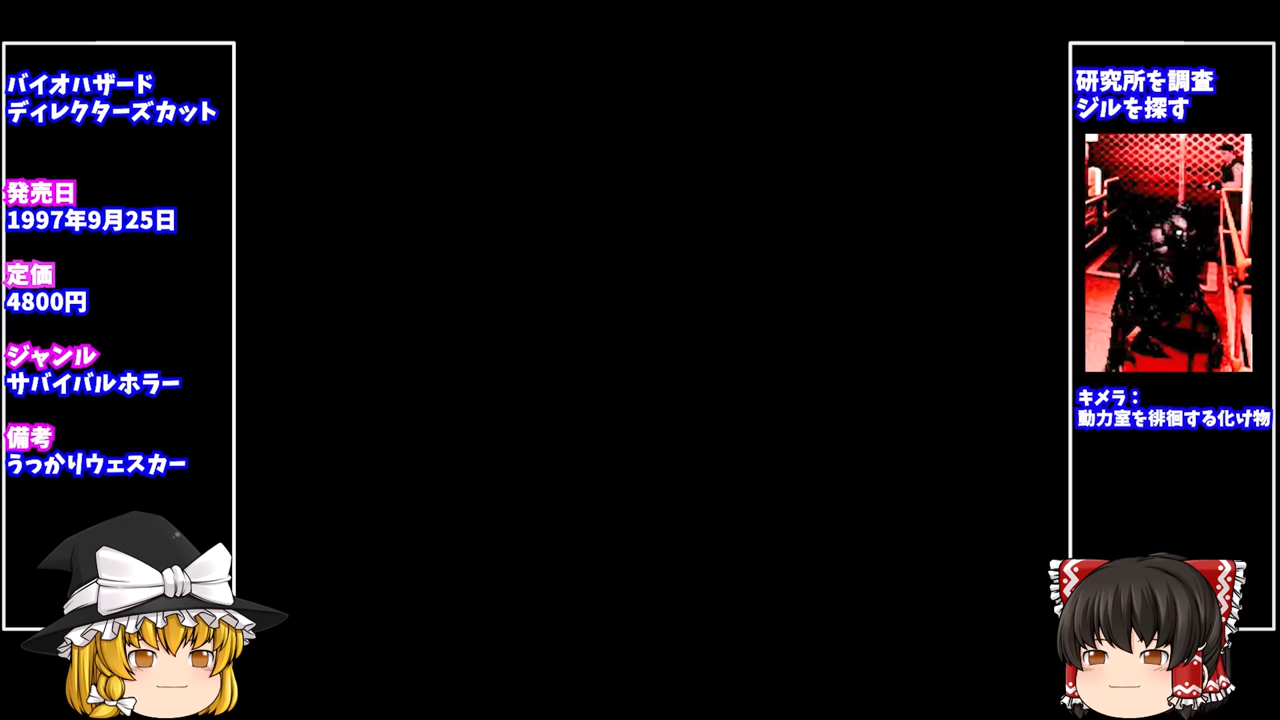 バイオハザード
ディレクターズカット
発売日
1997年9月25日
定価
4800円
ジャンル
サバイバルホラー
備考
うっかりウェスカー
研究所を調査
ジルを探す
キメラ：
動力室を徘徊する化け物